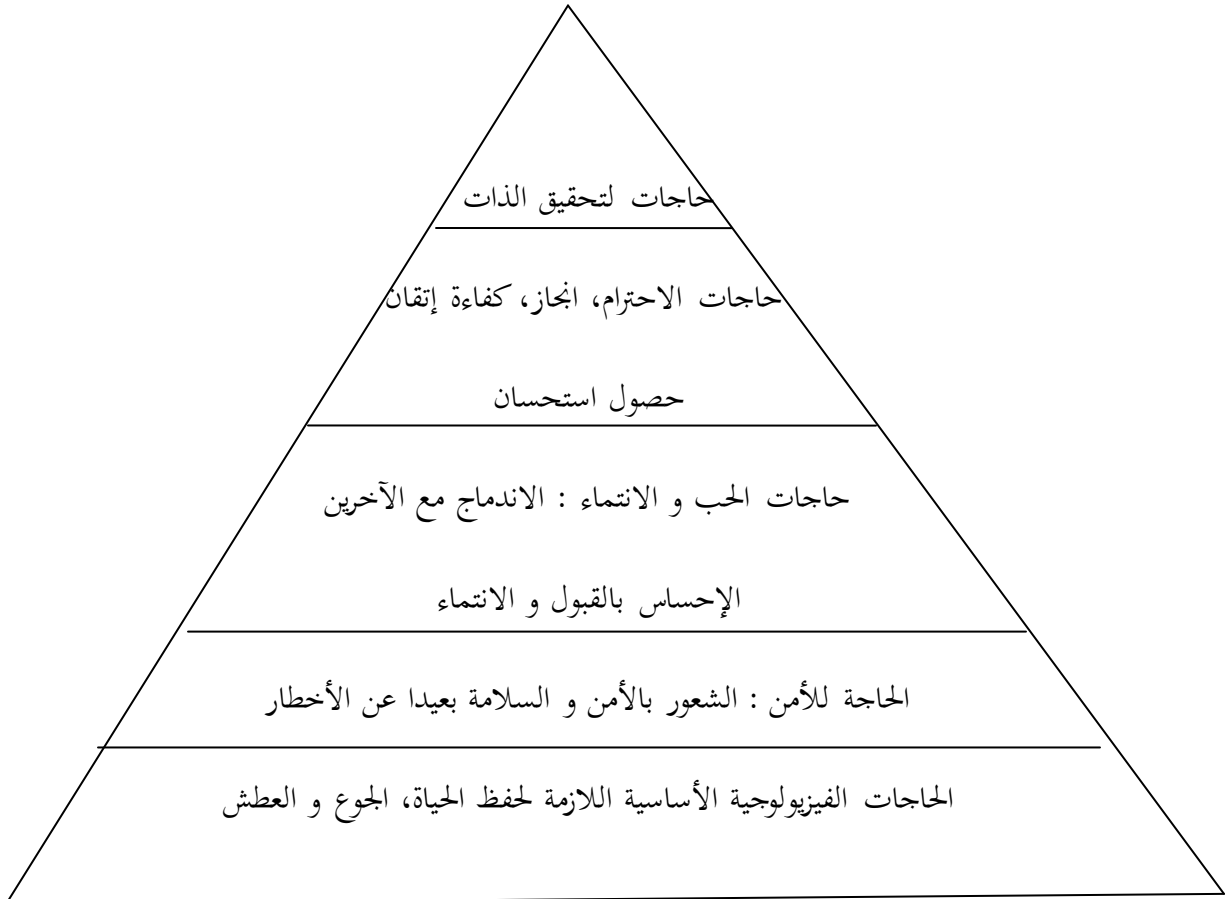 حاجات لتحقيق الذات
حاجات الاحترام، انجاز، كفاءة إتقان
حصول استحسان
حاجات الحب و الانتماء : الاندماج مع الآخرين
الإحساس بالقبول و الانتماء
الحاجة للأمن : الشعور بالأمن و السلامة بعيدا عن الأخطار
الحاجات الفيزيولوجية الأساسية اللازمة لحفظ الحياة، الجوع و العطش